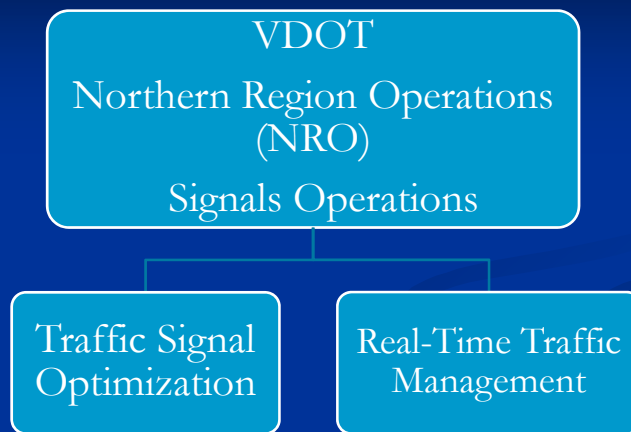 VDOT
Northern Region Operations
(NRO)
Signals Operations
Traffic Signal
Optimization
Real-Time Traffic
Management